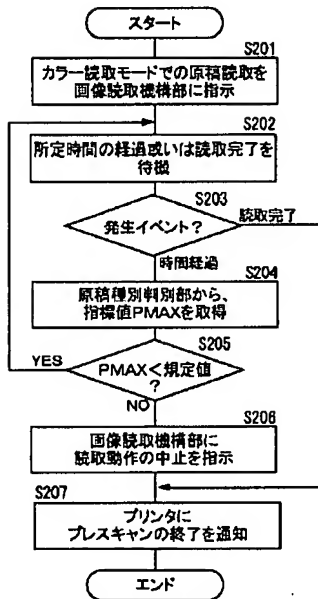 スタート
S201
カラー読取モードでの原稿読取を
画像読取機構部に指示
S202
所定時間の経過或いは読取完了を
待機
S203
発生イベント?
読取完了
時間経過
S204
原稿種別判別部から、
指標値PMAXを取得
S205
YES
PMAX<規定値
?
NO
S206
画像読取機構部に
読取動作の中止を指示
S207
プリンタに
プレスキャンの終了を通知
エンド